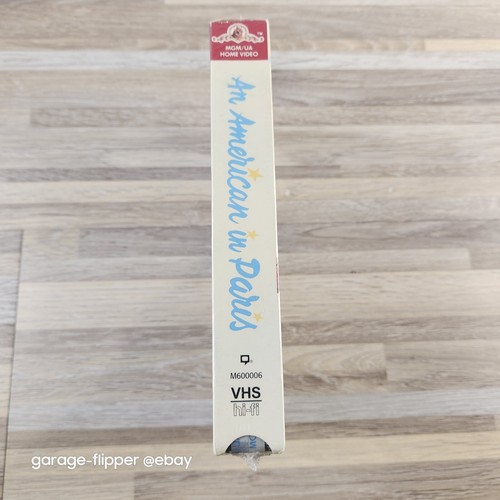 MGM/UA
HOME VIDEO
An American in Paris
M600006
VHS
hi-fi
garage-flipper @ebay